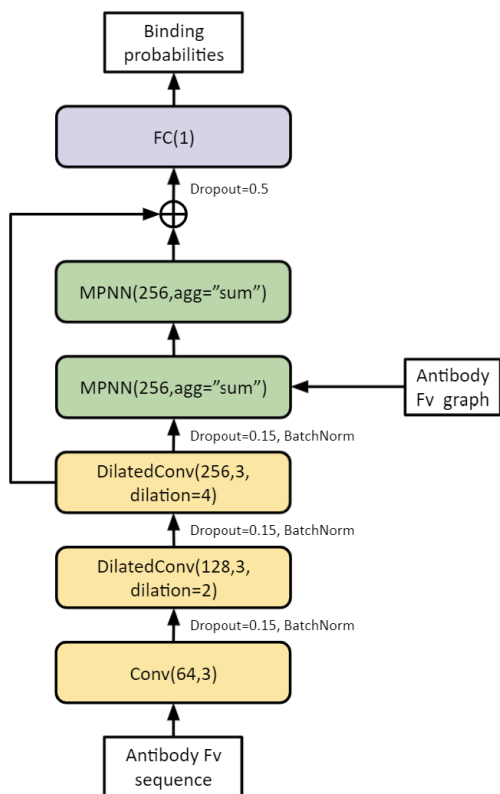 Binding
probabilities
FC(1)
Dropout=0.5
MPNN(256,agg=”sum”)
MPNN(256,agg=”sum”)
Antibody
Fv graph
Dropout=0.15, BatchNorm
DilatedConv(256,3,
dilation=4)
Dropout=0.15, BatchNorm
DilatedConv(128,3,
dilation=2)
Dropout=0.15, BatchNorm
Conv(64,3)
Antibody Fv
sequence